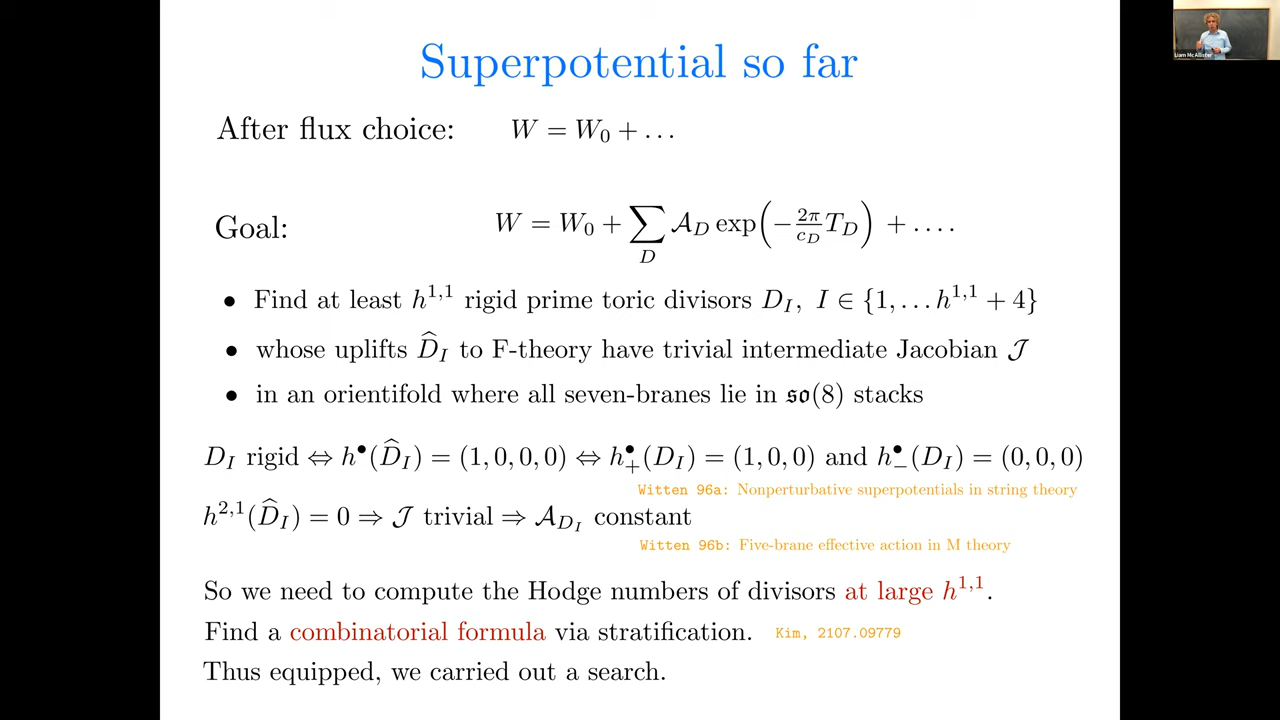 Superpotential so far
Liam McAllister
After flux choice: W = W₀ + …
Goal: W = W₀ + ∑_D 𝒜_D exp(−(2π/c_D) T_D) + ….
• Find at least h^{1,1} rigid prime toric divisors D_I, I ∈ {1, … h^{1,1} + 4}
• whose uplifts D̂_I to F-theory have trivial intermediate Jacobian 𝒥
• in an orientifold where all seven-branes lie in 𝔰𝔬(8) stacks
D_I rigid ⇔ h^•(D̂_I) = (1, 0, 0, 0) ⇔ h^•_+(D_I) = (1, 0, 0) and h^•_−(D_I) = (0, 0, 0)
Witten 96a: Nonperturbative superpotentials in string theory
h^{2,1}(D̂_I) = 0 ⇒ 𝒥 trivial ⇒ 𝒜_{D_I} constant
Witten 96b: Five-brane effective action in M theory
So we need to compute the Hodge numbers of divisors at large h^{1,1}.
Find a combinatorial formula via stratification. Kim, 2107.09779
Thus equipped, we carried out a search.